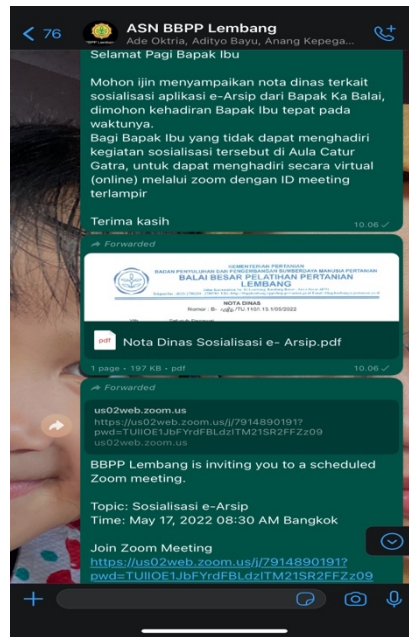 76
ASN BBPP Lembang
Ade Oktria, Adityo Bayu, Anang Kepega...
Selamat Pagi Bapak Ibu
Mohon ijin menyampaikan nota dinas terkait
sosialisasi aplikasi e-Arsip dari Bapak Ka Balai,
dimohon kehadiran Bapak Ibu tepat pada
waktunya.
Bagi Bapak Ibu yang tidak dapat menghadiri
kegiatan sosialisasi tersebut di Aula Catur
Gatra, untuk dapat menghadiri secara virtual
(online) melalui zoom dengan ID meeting
terlampir
Terima kasih
10.06
Forwarded
KEMENTERIAN PERTANIAN
BADAN PENYULUHAN DAN PENGEMBANGAN SUMBERDAYA MANUSIA PERTANIAN
BALAI BESAR PELATIHAN PERTANIAN
LEMBANG
NOTA DINAS
pdf
Nota Dinas Sosialisasi e- Arsip.pdf
1 page • 197 KB • pdf
10.06
Forwarded
us02web.zoom.us
https://us02web.zoom.us/j/7914890191?
pwd=TUlIOE1JbFYrdFBLdzlTM21SR2FFZz09
us02web.zoom.us
BBPP Lembang is inviting you to a scheduled
Zoom meeting.
Topic: Sosialisasi e-Arsip
Time: May 17, 2022 08:30 AM Bangkok
Join Zoom Meeting
https://us02web.zoom.us/j/7914890191?
pwd=TUlIOE1JbFYrdFBLdzlTM21SR2FFZz09